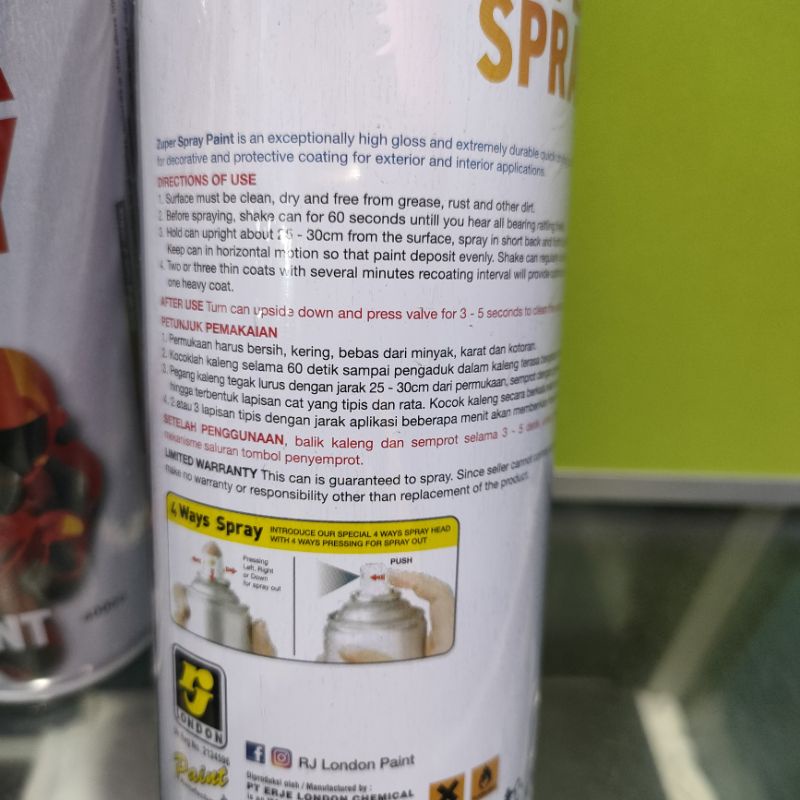 SPRA
Zuper Spray Paint is an exceptionally high gloss and extremely durable quick
for decorative and protective coating for exterior and interior applications.
DIRECTIONS OF USE
1. Surface must be clean, dry and free from grease, rust and other dirt.
2. Before spraying, shake can for 60 seconds untill you hear all bearing rattling
3. Hold can upright about 25 - 30cm from the surface, spray in short back and
Keep can in horizontal motion so that paint deposit evenly. Shake can
4. Two or three thin coats with several minutes recoating interval will provide
one heavy coat.
AFTER USE Turn can upside down and press valve for 3 - 5 seconds to clean
PETUNJUK PEMAKAIAN
1. Permukaan harus bersih, kering, bebas dari minyak, karat dan kotoran.
2. Kocoklah kaleng selama 60 detik sampai pengaduk dalam kaleng terasa
3. Pegang kaleng tegak lurus dengan jarak 25 - 30cm dari permukaan, semprot
hingga terbentuk lapisan cat yang tipis dan rata. Kocok kaleng secara
4. 2 atau 3 lapisan tipis dengan jarak aplikasi beberapa menit akan
SETELAH PENGGUNAAN, balik kaleng dan semprot selama 3 - 5 detik
mekanisme saluran tombol penyemprot.
LIMITED WARRANTY This can is guaranteed to spray. Since seller cannot
make no warranty or responsibility other than replacement of the product.
4 Ways Spray
INTRODUCE OUR SPECIAL 4 WAYS SPRAY HEAD
WITH 4 WAYS PRESSING FOR SPRAY OUT
Pressing
Left, Right
or Down
for spray out
PUSH
rj
LONDON
Paint
RJ London Paint
Diproduksi oleh / Manufactured by :
PT ERJE LONDON CHEMICAL
NT